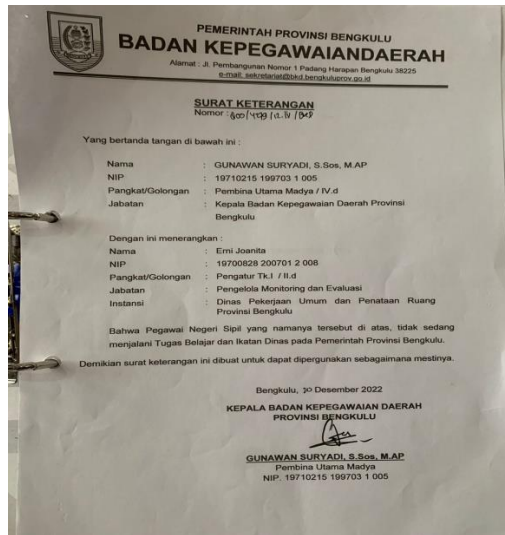 PEMERINTAH PROVINSI BENGKULU
BADAN KEPEGAWAIANDAERAH
Alamat : Jl. Pembangunan Nomor 1 Padang Harapan Bengkulu 38225
e-mail. sekretariat@bkd.bengkuluprov.go.id
SURAT KETERANGAN
Nomor : 800/
Yang bertanda tangan di bawah ini :
Nama : GUNAWAN SURYADI, S.Sos, M.AP
NIP : 19710215 199703 1 005
Pangkat/Golongan : Pembina Utama Madya / IV.d
Jabatan : Kepala Badan Kepegawaian Daerah Provinsi
Bengkulu
Dengan ini menerangkan :
Nama : Erni Joanita
NIP : 19700828 200701 2 008
Pangkat/Golongan : Pengatur Tk.I / II.d
Jabatan : Pengelola Monitoring dan Evaluasi
Instansi : Dinas Pekerjaan Umum dan Penataan Ruang
Provinsi Bengkulu
Bahwa Pegawai Negeri Sipil yang namanya tersebut di atas, tidak sedang
menjalani Tugas Belajar dan Ikatan Dinas pada Pemerintah Provinsi Bengkulu.
Demikian surat keterangan ini dibuat untuk dapat dipergunakan sebagaimana mestinya.
Bengkulu, Desember 2022
KEPALA BADAN KEPEGAWAIAN DAERAH
PROVINSI BENGKULU
GUNAWAN SURYADI, S.Sos, M.AP
Pembina Utama Madya
NIP. 19710215 199703 1 005